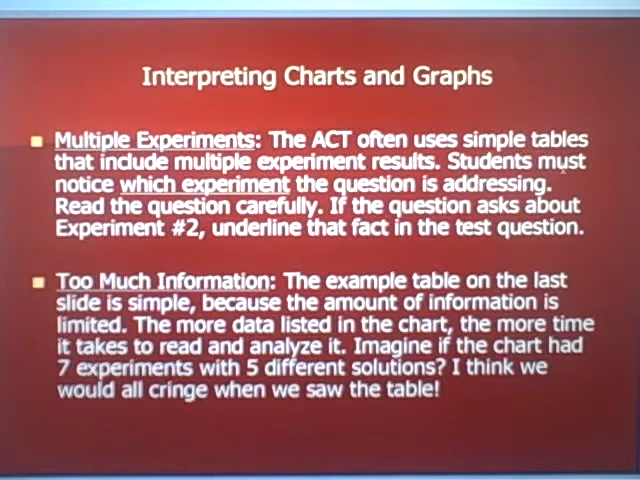 Interpreting Charts and Graphs
Multiple Experiments: The ACT often uses simple tables
that include multiple experiment results. Students must
notice which experiment the question is addressing.
Read the question carefully. If the question asks about
Experiment #2, underline that fact in the test question.
Too Much Information: The example table on the last
slide is simple, because the amount of information is
limited. The more data listed in the chart, the more time
it takes to read and analyze it. Imagine if the chart had
7 experiments with 5 different solutions? I think we
would all cringe when we saw the table!